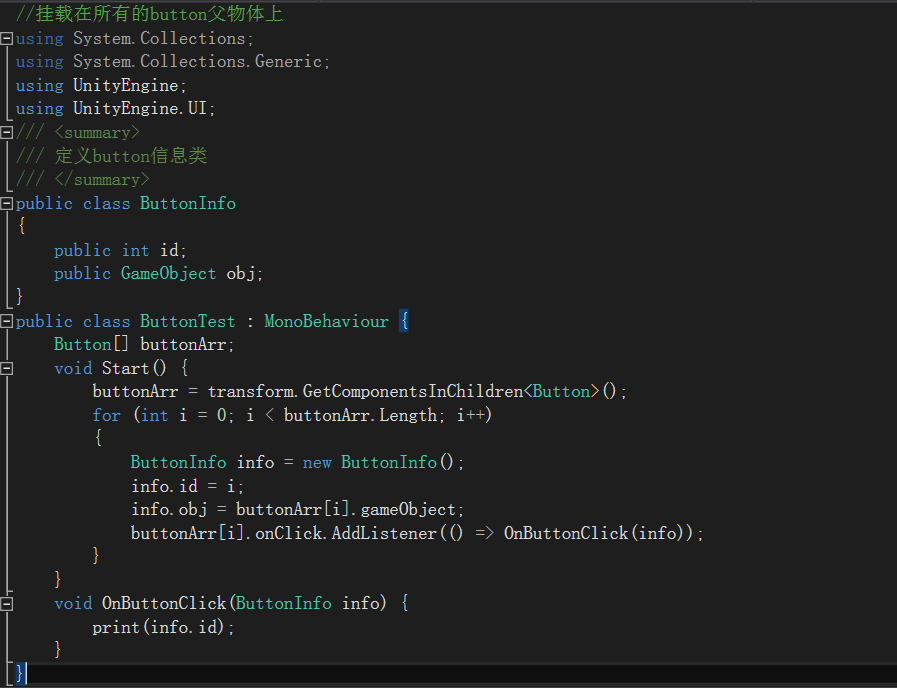 //挂载在所有的button父物体上
using System.Collections;
using System.Collections.Generic;
using UnityEngine;
using UnityEngine.UI;
/// <summary>
/// 定义button信息类
/// </summary>
public class ButtonInfo
{
    public int id;
    public GameObject obj;
}
public class ButtonTest : MonoBehaviour {
    Button[] buttonArr;
    void Start() {
        buttonArr = transform.GetComponentsInChildren<Button>();
        for (int i = 0; i < buttonArr.Length; i++)
        {
            ButtonInfo info = new ButtonInfo();
            info.id = i;
            info.obj = buttonArr[i].gameObject;
            buttonArr[i].onClick.AddListener(() => OnButtonClick(info));
        }
    }
    void OnButtonClick(ButtonInfo info) {
        print(info.id);
    }
}